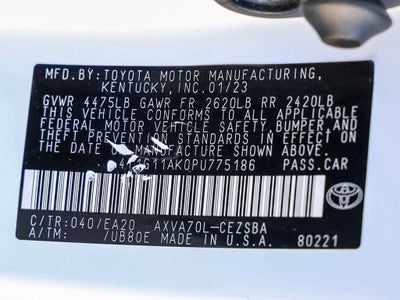 MFD.BY:TOYOTA MOTOR MANUFACTURING,
KENTUCKY, INC.01/23
GVWR 4475LB GAWR FR 2620LB RR 2420LB
THIS VEHICLE CONFORMS TO ALL APPLICABLE
FEDERAL MOTOR VEHICLE SAFETY, BUMPER, AND
THEFT PREVENTION STANDARDS IN EFFECT ON
THE DATE OF MANUFACTURE SHOWN ABOVE.
11AK0PU775186 PASS.CAR
C/TR:040/EA20 AXVA70L-CEZSBA
A/TM: /UB80E MADE IN U.S.A.
TOYOTA
80221